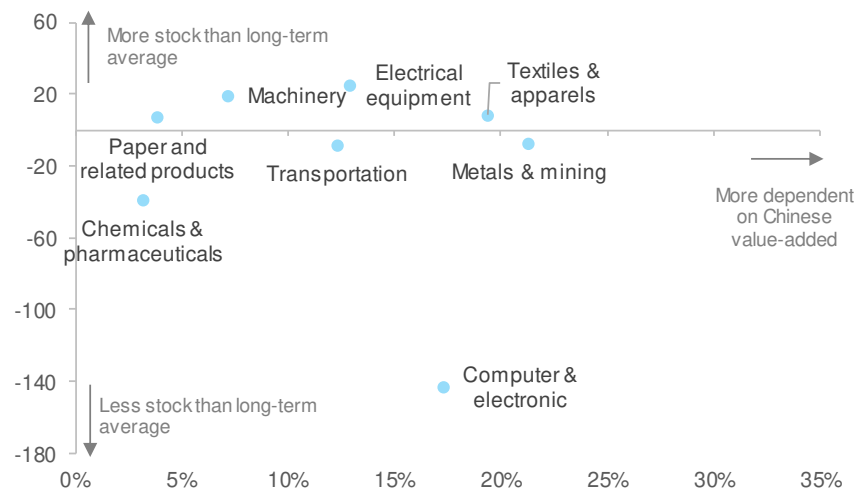 60
More stock than long-term
average
20
Machinery
Electrical
equipment
Textiles &
apparels
Paper and
related products
-20
Transportation
Metals & mining
Chemicals &
pharmaceuticals
-60
More dependent
on Chinese
value-added
-100
-140
Computer &
electronic
Less stock than long-term
average
-180
0% 5% 10% 15% 20% 25% 30% 35%